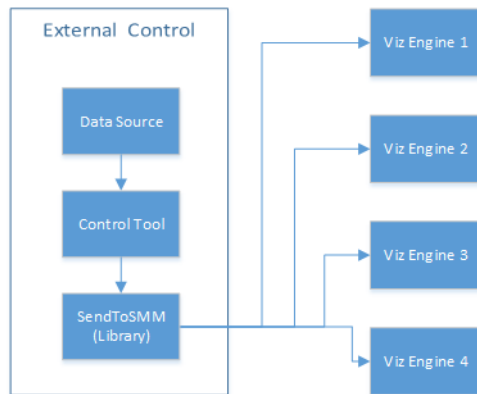 External Control
Data Source
Control Tool
SendToSMM
(Library)
Viz Engine 1
Viz Engine 2
Viz Engine 3
Viz Engine 4